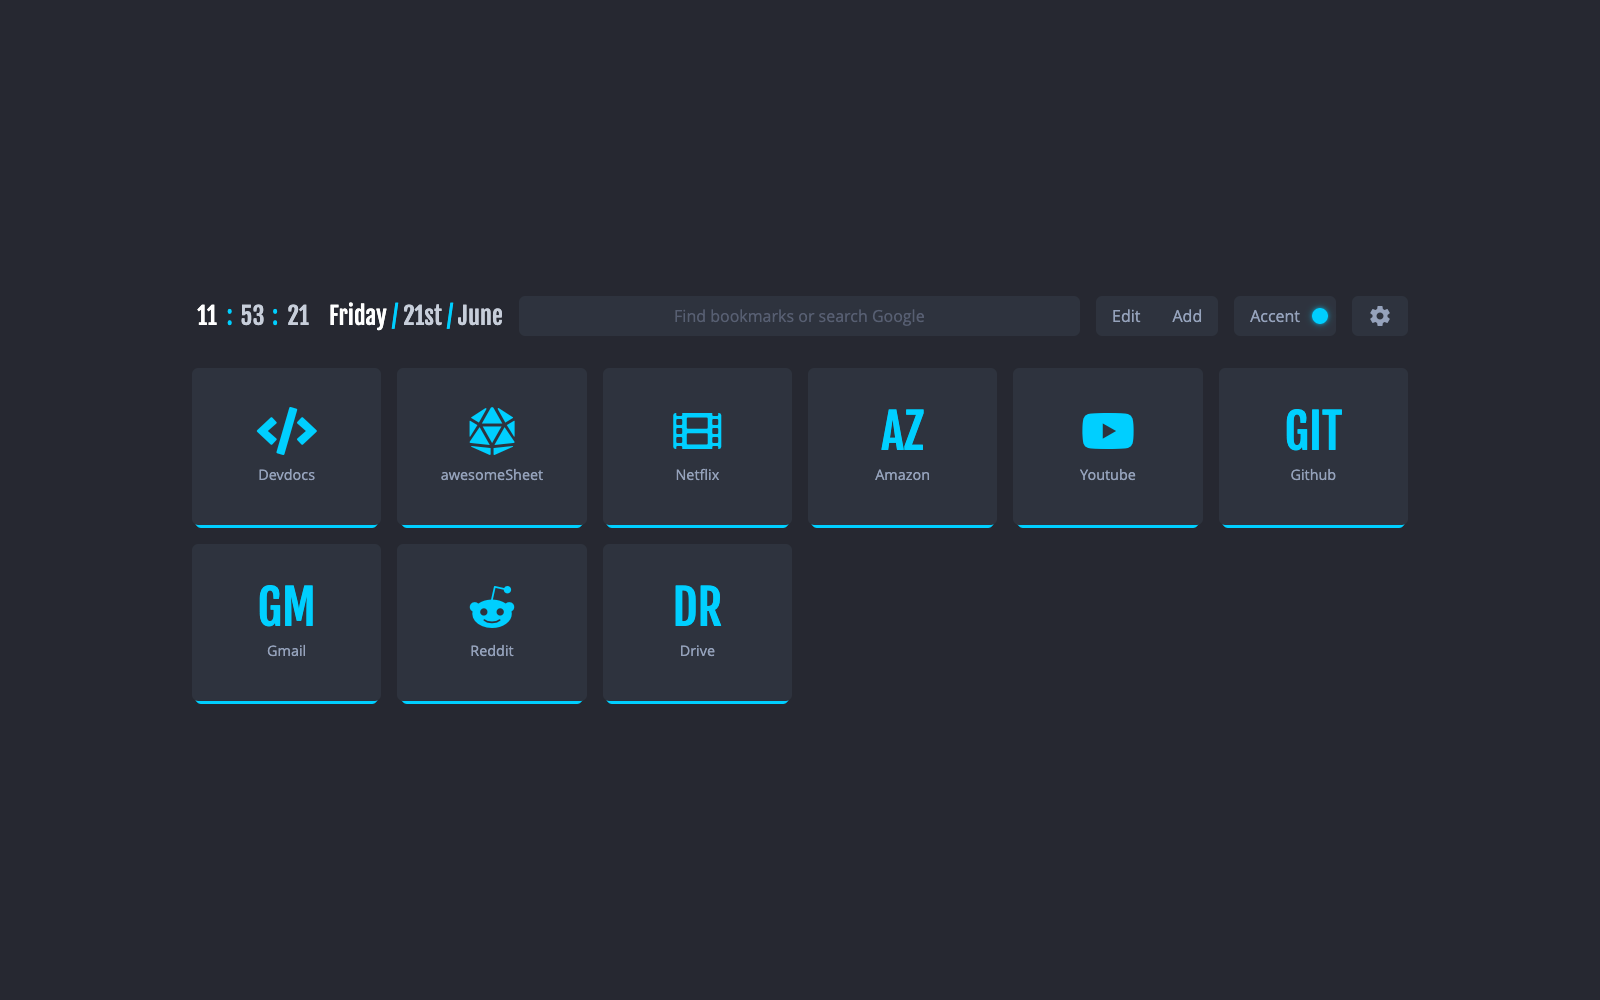 11 : 53 : 21 Friday / 21st / June Find bookmarks or search Google Edit Add Accent
AZ GIT
Devdocs awesomeSheet Netflix Amazon Youtube Github
GM DR
Gmail Reddit Drive